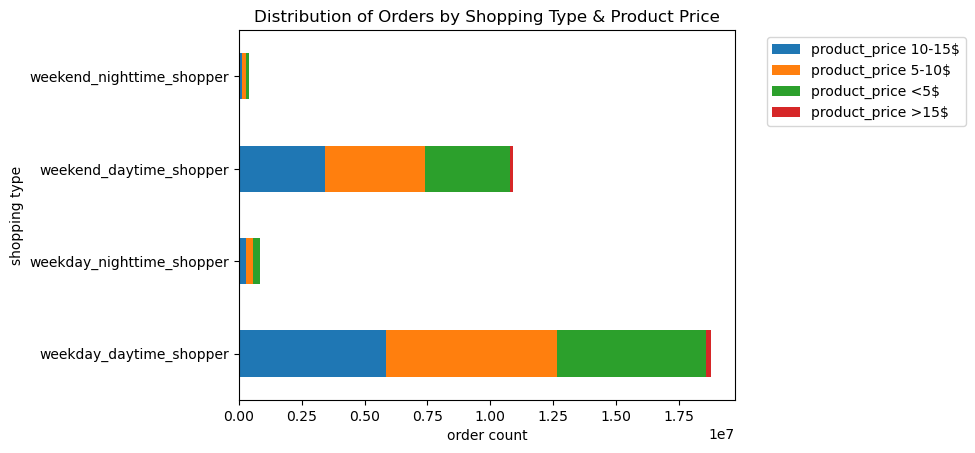 Distribution of Orders by Shopping Type & Product Price
product_price 10-15$
product_price 5-10$
product_price <5$
product_price >15$
shopping type
weekend_nighttime_shopper
weekend_daytime_shopper
weekday_nighttime_shopper
weekday_daytime_shopper
0.00 0.25 0.50 0.75 1.00 1.25 1.50 1.75
1e7
order count